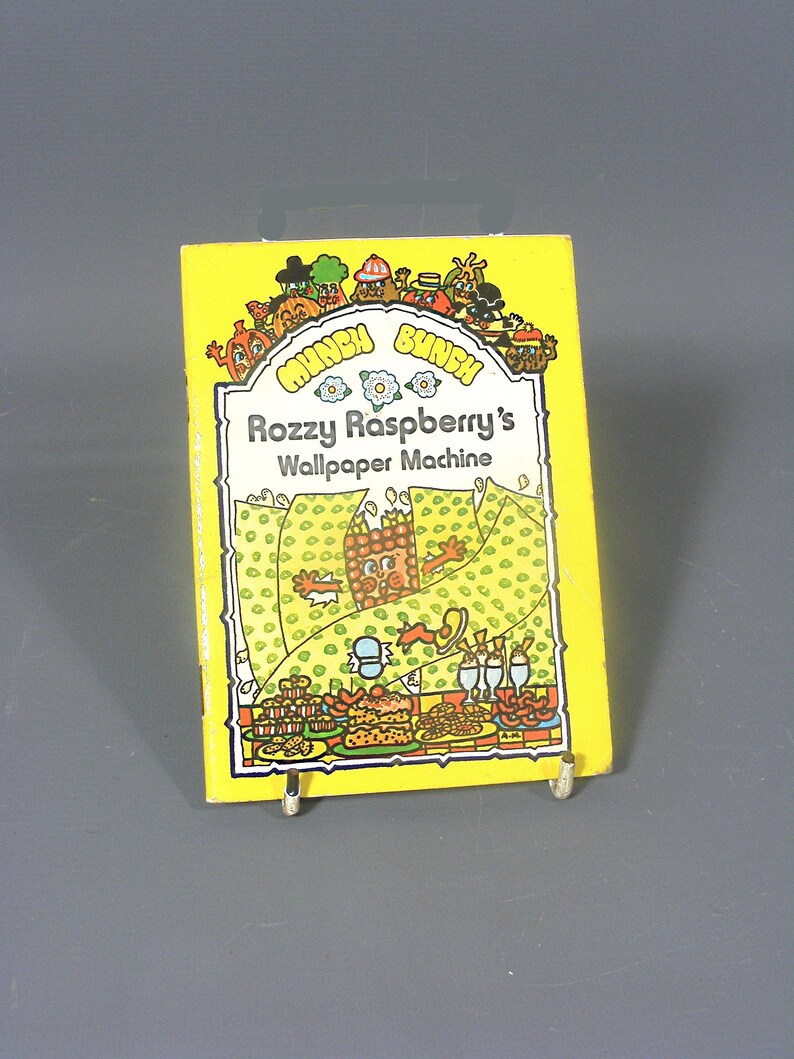 MUNCH BUNCH
Rozzy Raspberry's
Wallpaper Machine
A.M.